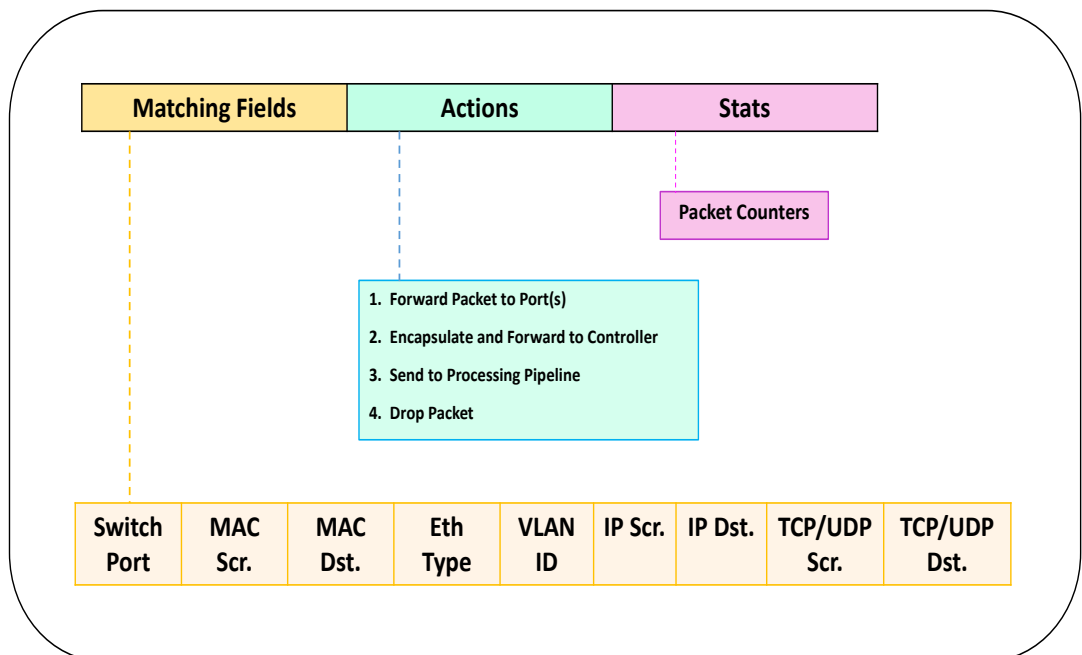 Matching Fields Actions Stats
Packet Counters
1. Forward Packet to Port(s)
2. Encapsulate and Forward to Controller
3. Send to Processing Pipeline
4. Drop Packet
Switch Port
MAC Scr.
MAC Dst.
Eth Type
VLAN ID
IP Scr.
IP Dst.
TCP/UDP Scr.
TCP/UDP Dst.